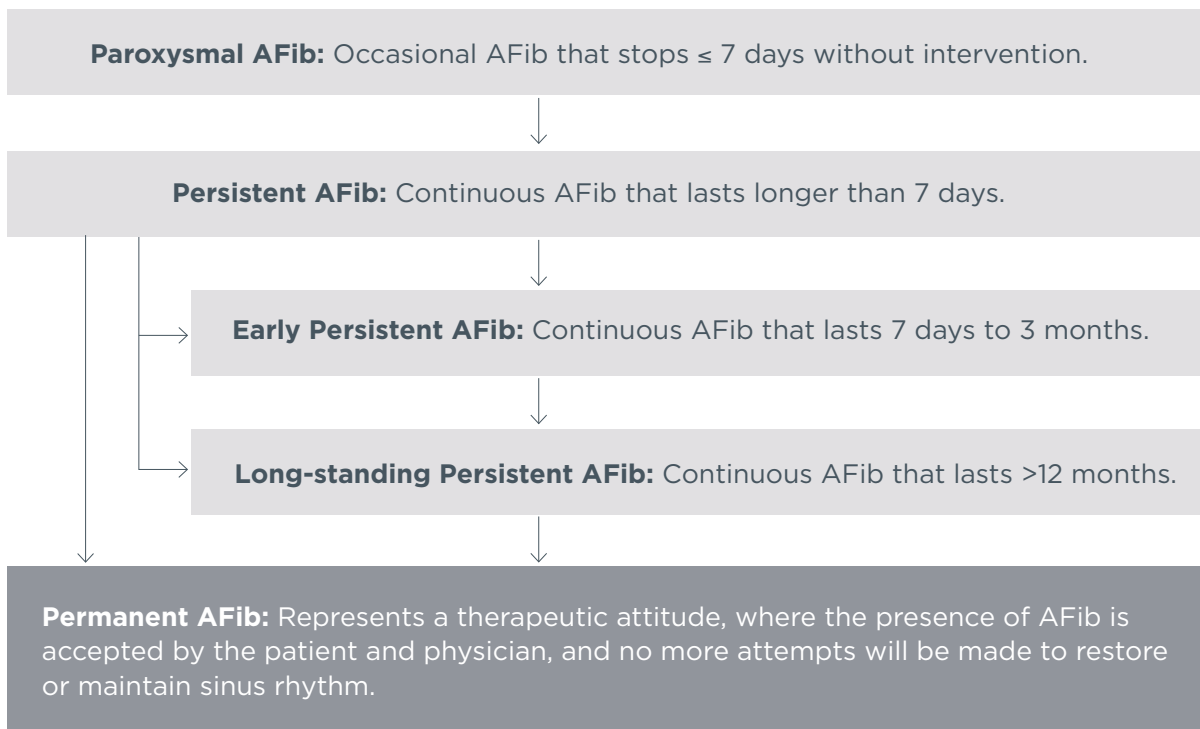 Paroxysmal AFib: Occasional AFib that stops ≤ 7 days without intervention.
Persistent AFib: Continuous AFib that lasts longer than 7 days.
Early Persistent AFib: Continuous AFib that lasts 7 days to 3 months.
Long-standing Persistent AFib: Continuous AFib that lasts >12 months.
Permanent AFib: Represents a therapeutic attitude, where the presence of AFib is
accepted by the patient and physician, and no more attempts will be made to restore
or maintain sinus rhythm.